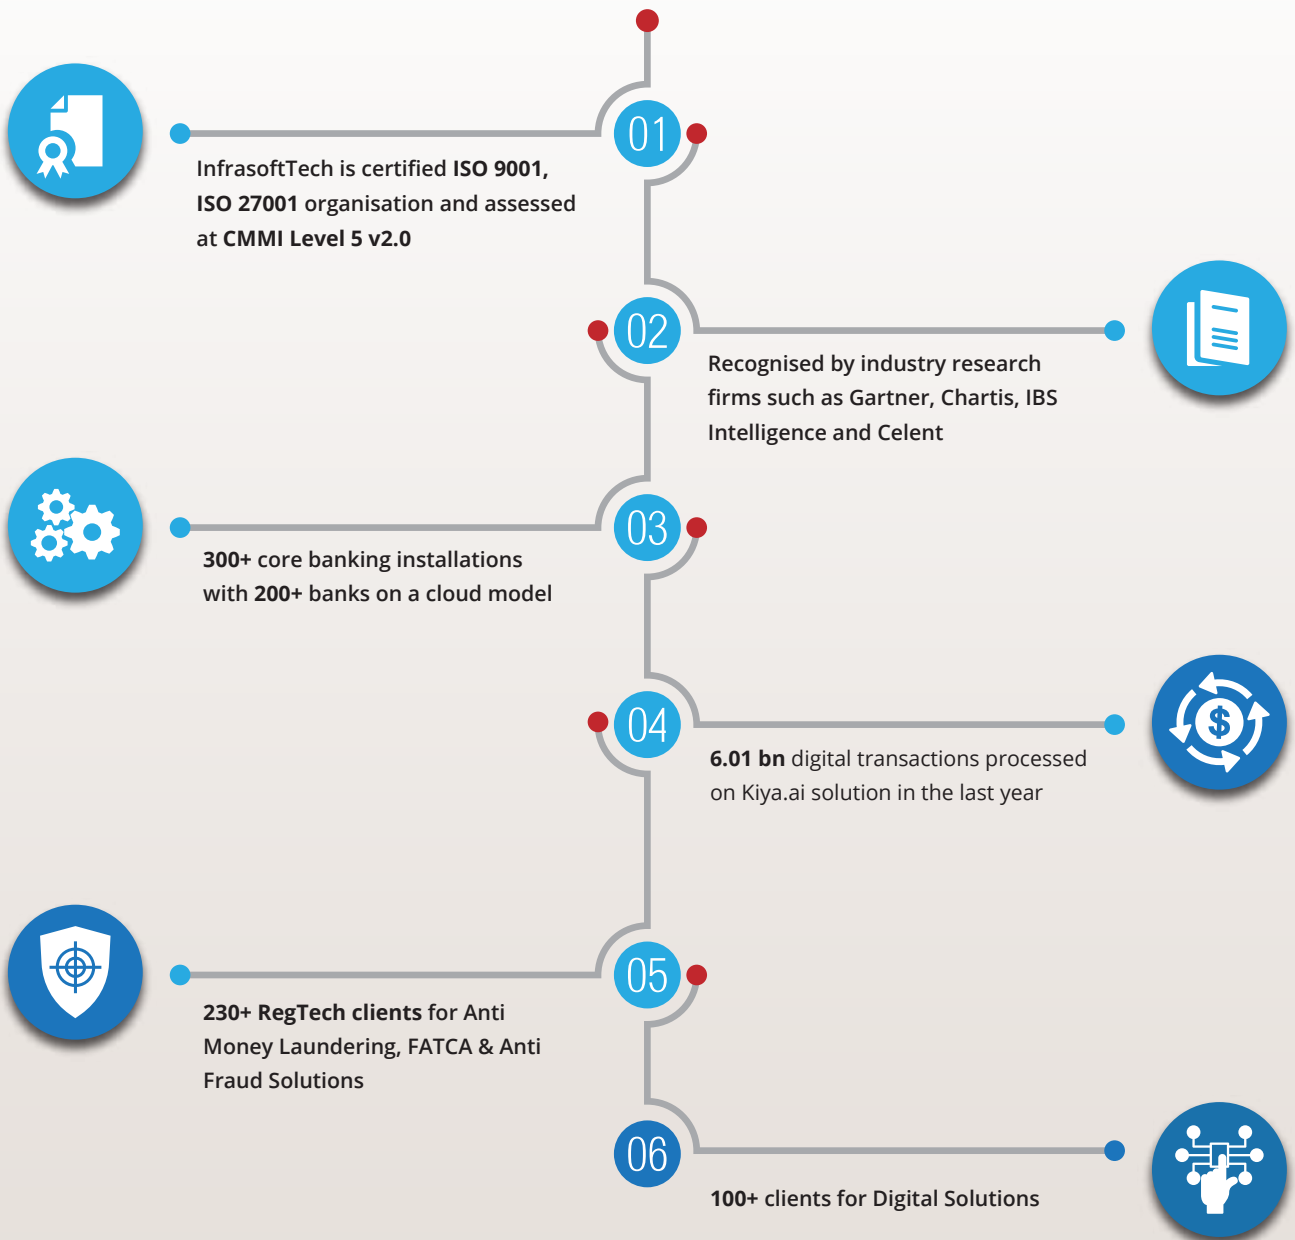 01
InfrasoftTech is certified ISO 9001,
ISO 27001 organisation and assessed
at CMMI Level 5 v2.0
02
Recognised by industry research
firms such as Gartner, Chartis, IBS
Intelligence and Celent
03
300+ core banking installations
with 200+ banks on a cloud model
04
$
6.01 bn digital transactions processed
on Kiya.ai solution in the last year
05
230+ RegTech clients for Anti
Money Laundering, FATCA & Anti
Fraud Solutions
06
100+ clients for Digital Solutions